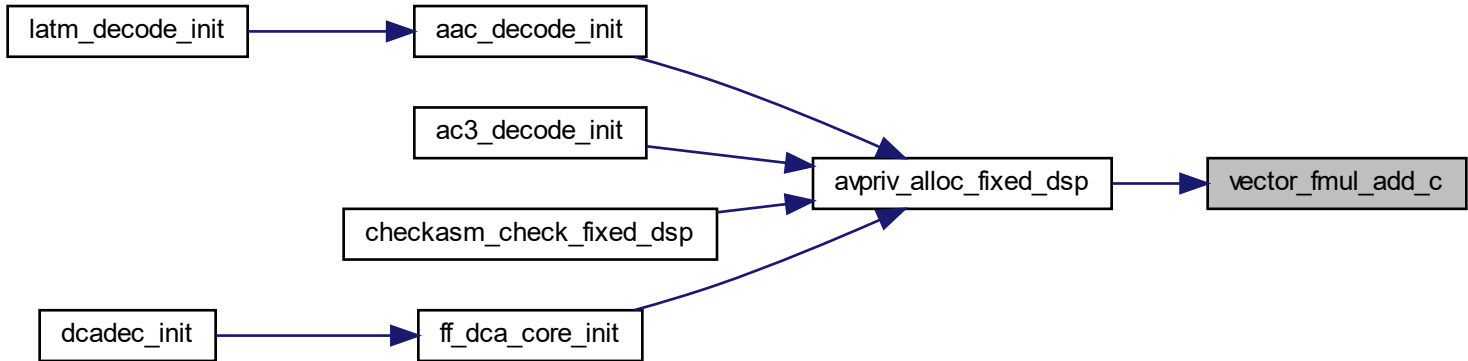 latm_decode_init
aac_decode_init
ac3_decode_init
avpriv_alloc_fixed_dsp
vector_fmul_add_c
checkasm_check_fixed_dsp
dcadec_init
ff_dca_core_init